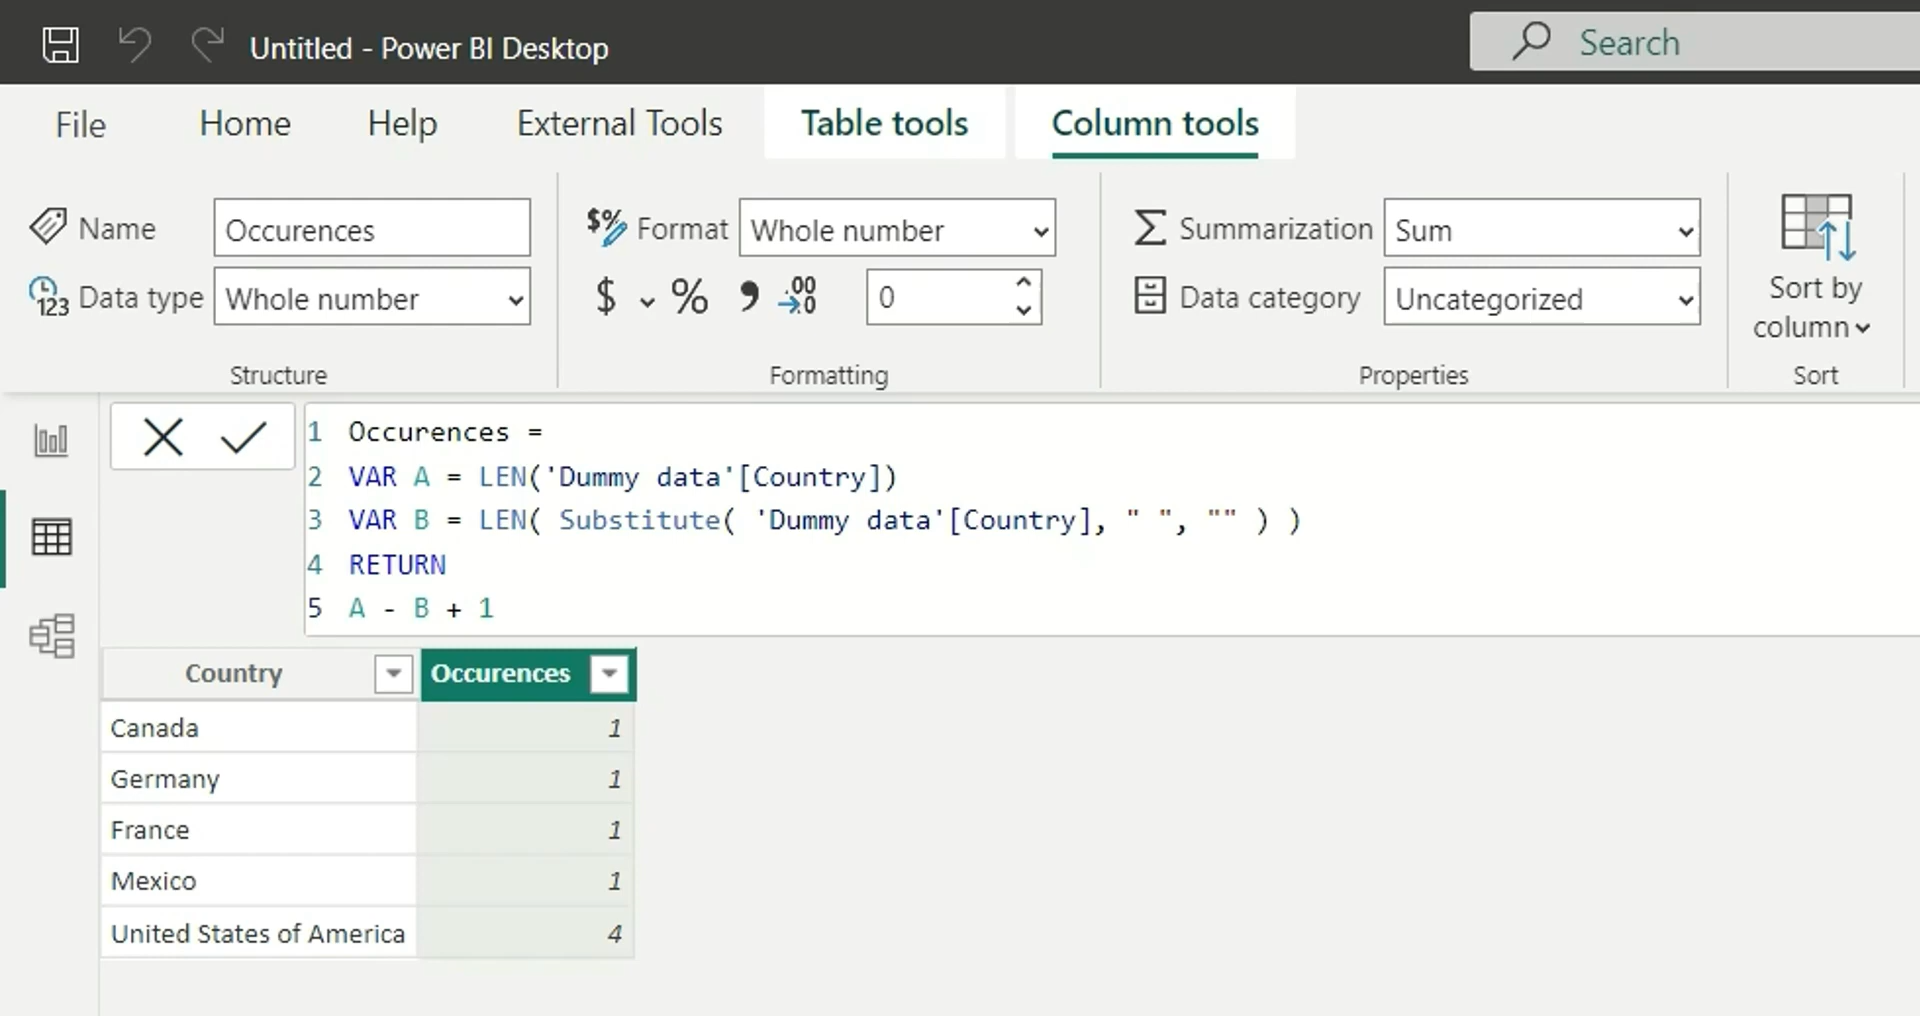 Untitled - Power BI Desktop
Search
File Home Help External Tools Table tools Column tools
Name Occurences
Format Whole number
Summarization Sum
Data type Whole number
$ % 0
Data category Uncategorized
Sort by
column
Structure Formatting Properties Sort
1 Occurences =
2 VAR A = LEN('Dummy data'[Country])
3 VAR B = LEN( Substitute( 'Dummy data'[Country], " ", "" ) )
4 RETURN
5 A - B + 1
Country Occurences
Canada 1
Germany 1
France 1
Mexico 1
United States of America 4